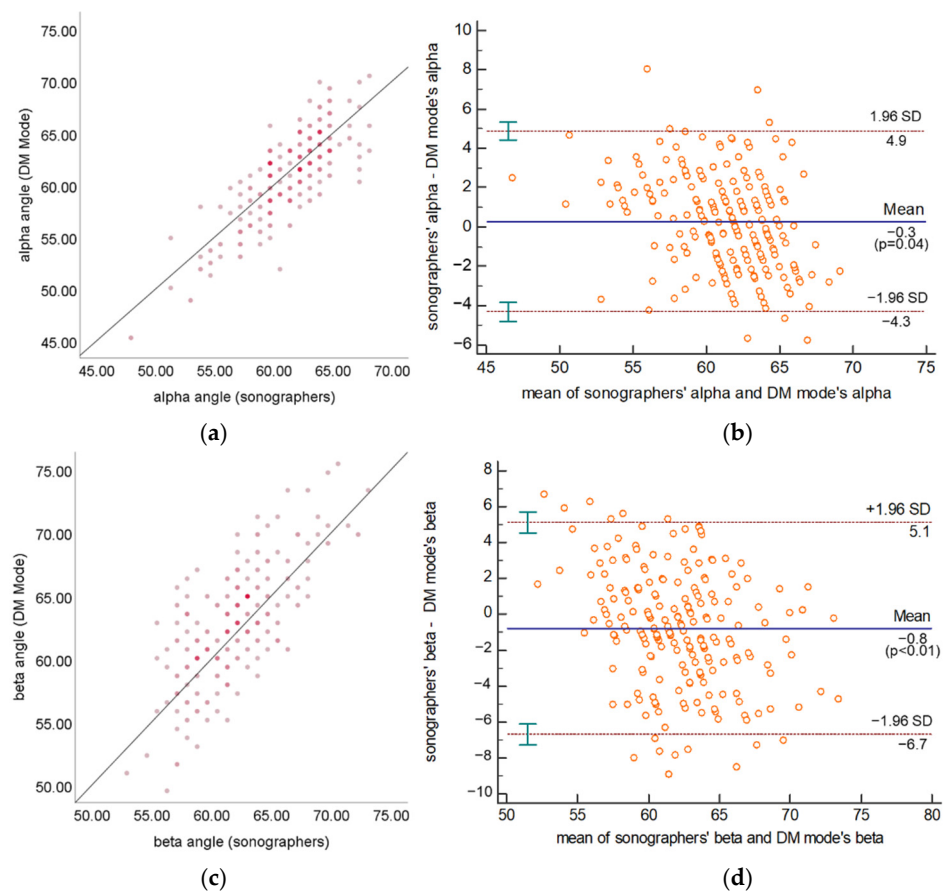 (a)
alpha angle (DM Mode)
75.00
70.00
65.00
60.00
55.00
50.00
45.00
45.00 50.00 55.00 60.00 65.00 70.00
alpha angle (sonographers)
(b)
sonographers' alpha - DM mode's alpha
10
8
6
4
2
0
−2
−4
−6
1.96 SD
4.9
Mean
−0.3
(p=0.04)
−1.96 SD
−4.3
45 50 55 60 65 70 75
mean of sonographers' alpha and DM mode's alpha
(c)
beta angle (DM Mode)
75.00
70.00
65.00
60.00
55.00
50.00
50.00 55.00 60.00 65.00 70.00
beta angle (sonographers)
(d)
sonographers' beta - DM mode's beta
8
6
4
2
0
−2
−4
−6
−8
−10
+1.96 SD
5.1
Mean
−0.8
(p<0.01)
−1.96 SD
−6.7
50 55 60 65 70 75 80
mean of sonographers' beta and DM mode's beta